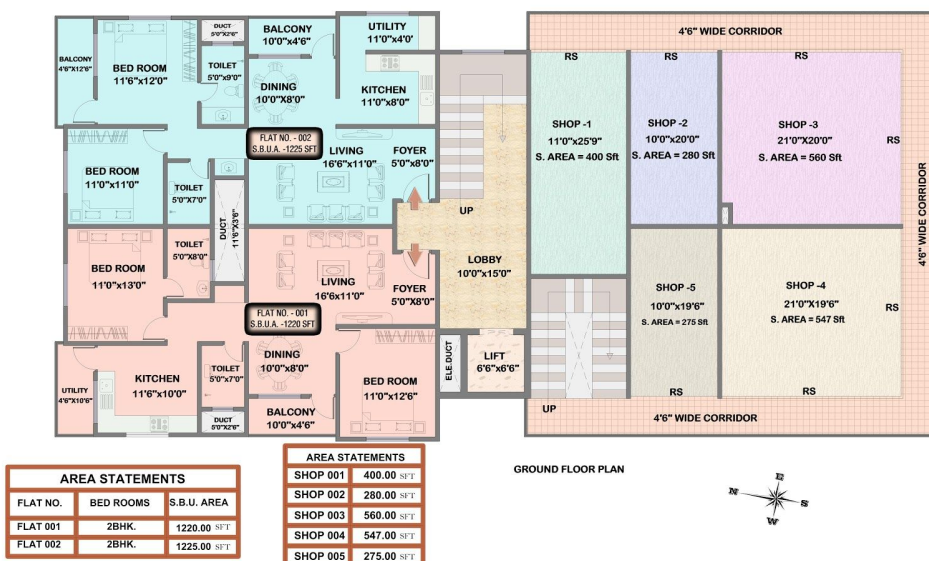 DUCT
5'0"X2'6"
BALCONY
10'0"x4'6"
UTILITY
11'0"x4'0"
4'6" WIDE CORRIDOR
BALCONY
4'6"X12'6"
BED ROOM
11'6"x12'0"
TOILET
5'0"x9'0"
DINING
10'0"X8'0"
KITCHEN
11'0"x8'0"
RS
RS
RS
SHOP -1
11'0"x25'9"
S. AREA = 400 Sft
SHOP -2
10'0"x20'0"
S. AREA = 280 Sft
SHOP -3
21'0"X20'0"
S. AREA = 560 Sft
RS
FLAT NO. - 002
S.B.U.A. -1225 SFT
BED ROOM
11'0"x11'0"
TOILET
5'0"X7'0"
LIVING
16'6"x11'0"
FOYER
5'0"x8'0"
UP
DUCT
11'6"X3'6"
4'6" WIDE CORRIDOR
BED ROOM
11'0"x13'0"
TOILET
5'0"X8'0"
LIVING
16'6"x11'0"
FOYER
5'0"X8'0"
LOBBY
10'0"x15'0"
FLAT NO. - 001
S.B.U.A. -1220 SFT
SHOP -5
10'0"x19'6"
S. AREA = 275 Sft
SHOP -4
21'0"X19'6"
S. AREA = 547 Sft
RS
UTILITY
4'6"X10'6"
KITCHEN
11'6"x10'0"
TOILET
5'0"x7'0"
DINING
10'0"x8'0"
BED ROOM
11'0"x12'6"
ELE.DUCT
LIFT
6'6"x6'6"
RS
RS
DUCT
5'0"X2'6"
BALCONY
10'0"x4'6"
UP
4'6" WIDE CORRIDOR
GROUND FLOOR PLAN
AREA STATEMENTS
FLAT NO. BED ROOMS S.B.U. AREA
FLAT 001 2BHK. 1220.00 SFT
FLAT 002 2BHK. 1225.00 SFT
AREA STATEMENTS
SHOP 001 400.00 SFT
SHOP 002 280.00 SFT
SHOP 003 560.00 SFT
SHOP 004 547.00 SFT
SHOP 005 275.00 SFT
E
N
S
W